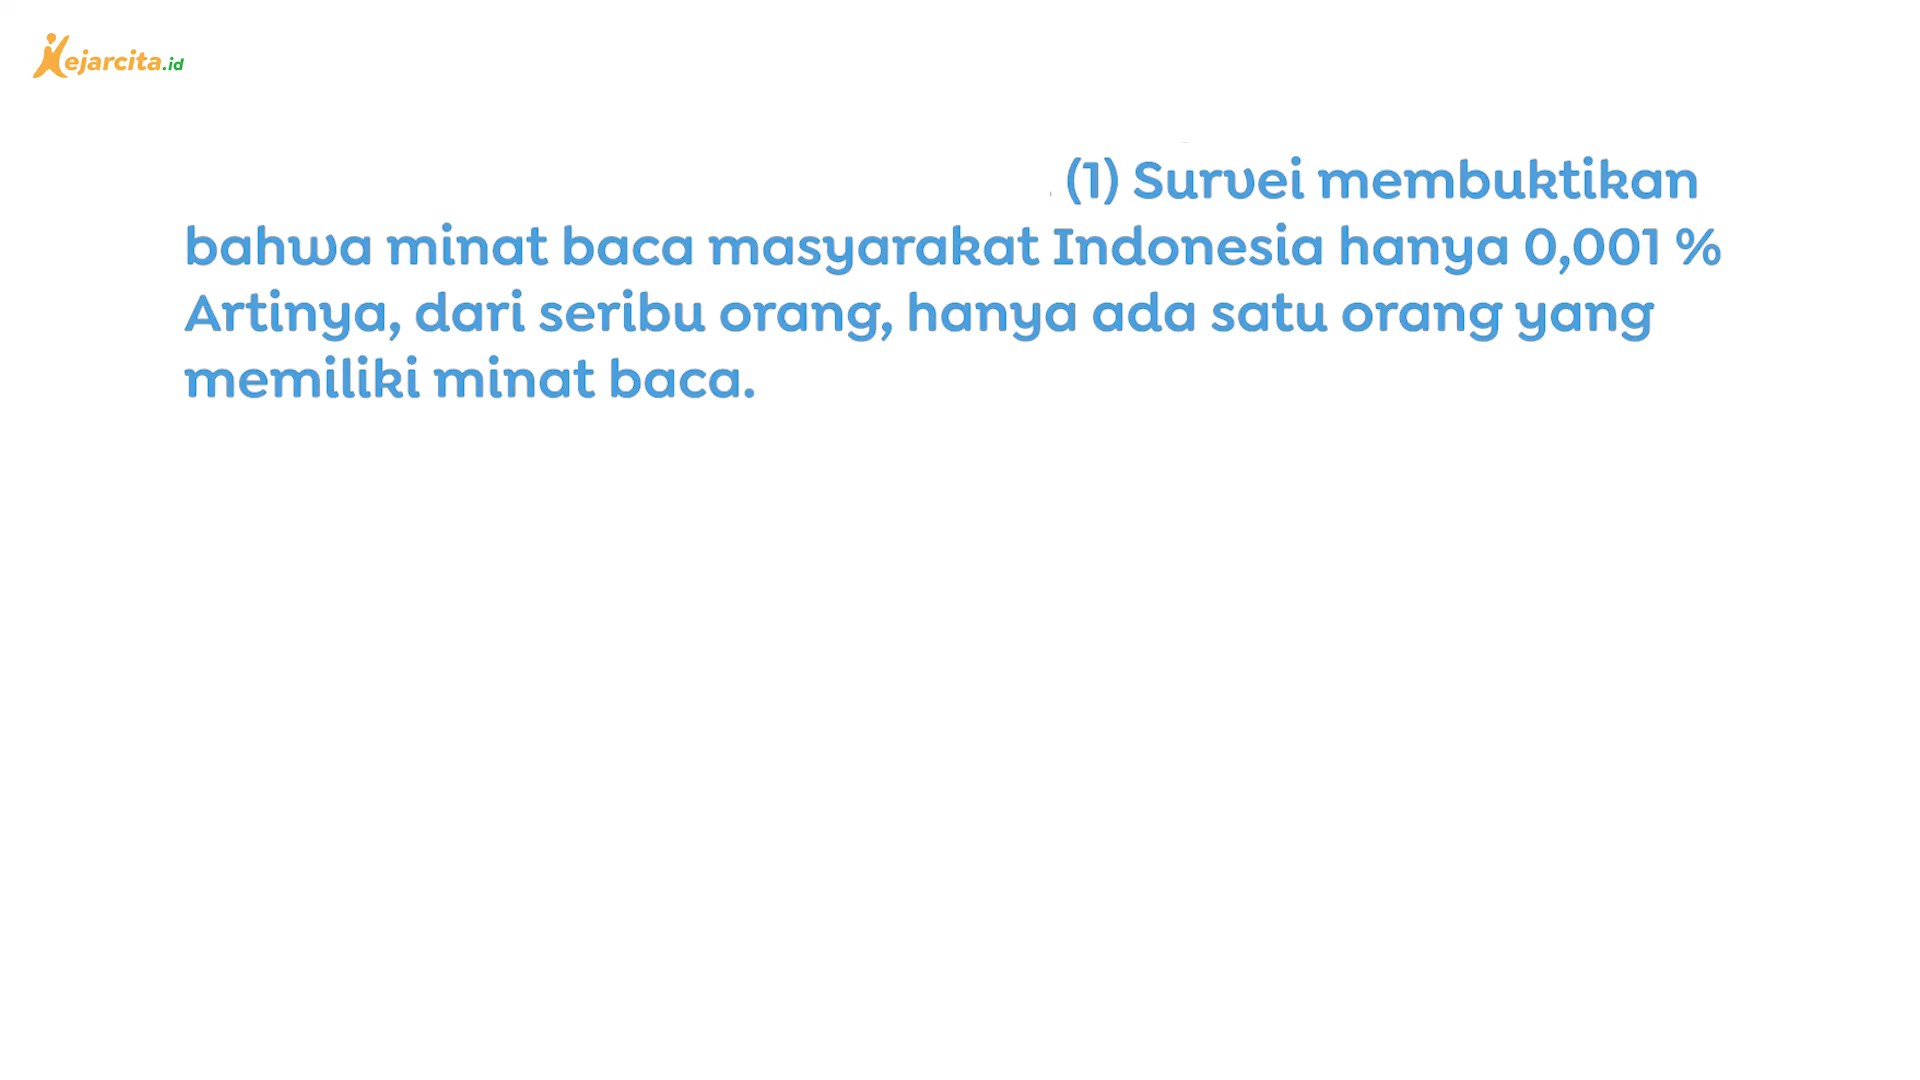 Kejarcita.id
(1) Survei membuktikan
bahwa minat baca masyarakat Indonesia hanya 0,001 %
Artinya, dari seribu orang, hanya ada satu orang yang
memiliki minat baca.